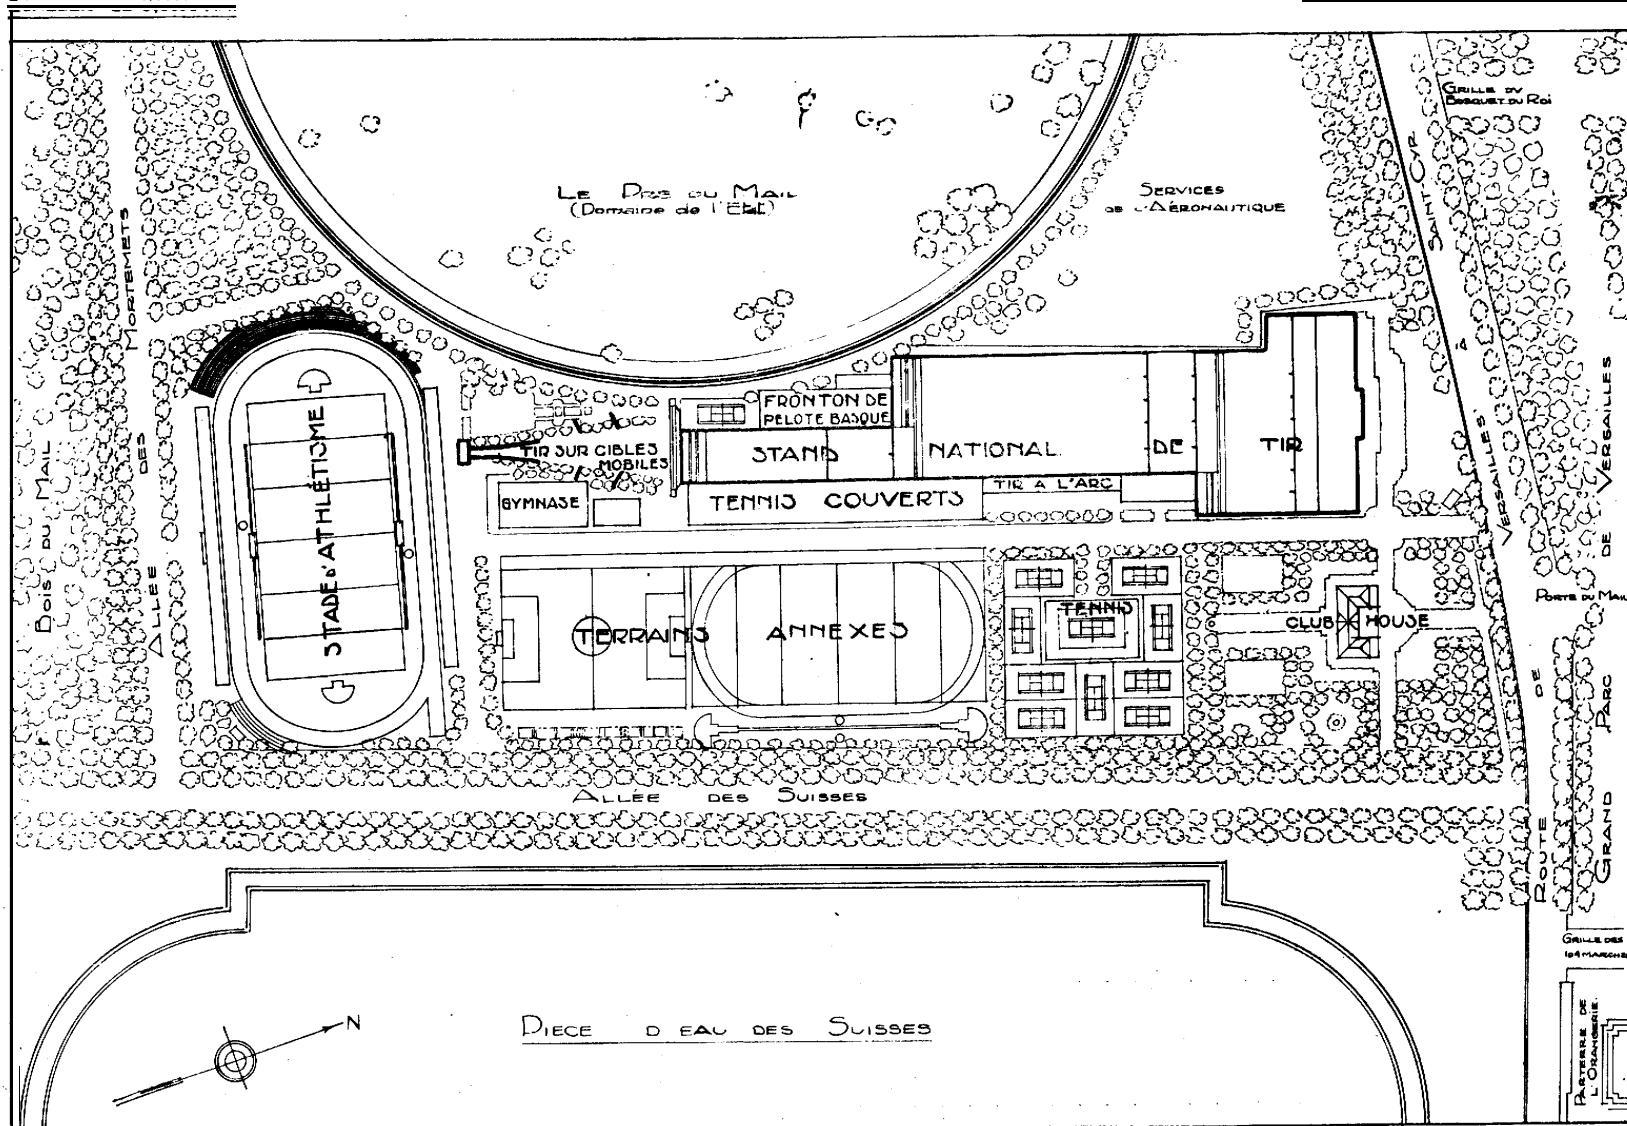 GRILLE DU
BOSQUET DU ROI
LE PRÉ DU MAIL
(Domaine de l'État)
SERVICES
DE L'AÉRONAUTIQUE
ALLÉE DES MORTEMETS
BOIS DU MAIL
STADE D'ATHLÉTISME
FRONTON DE
PELOTE BASQUE
TIR SUR CIBLES
MOBILES
STAND NATIONAL DE TIR
GYMNASE
TENNIS COUVERTS
TIR A L'ARC
TERRAINS ANNEXES
TENNIS
CLUB HOUSE
PORTE DU MAIL
ROUTE DE VERSAILLES À SAINT-CYR
GRAND PARC DE VERSAILLES
ALLÉE DES SUISSES
GRILLE DES
104 MARCHES
PARTERRE DE
L'ORANGERIE.
PIECE D EAU DES SUISSES
N